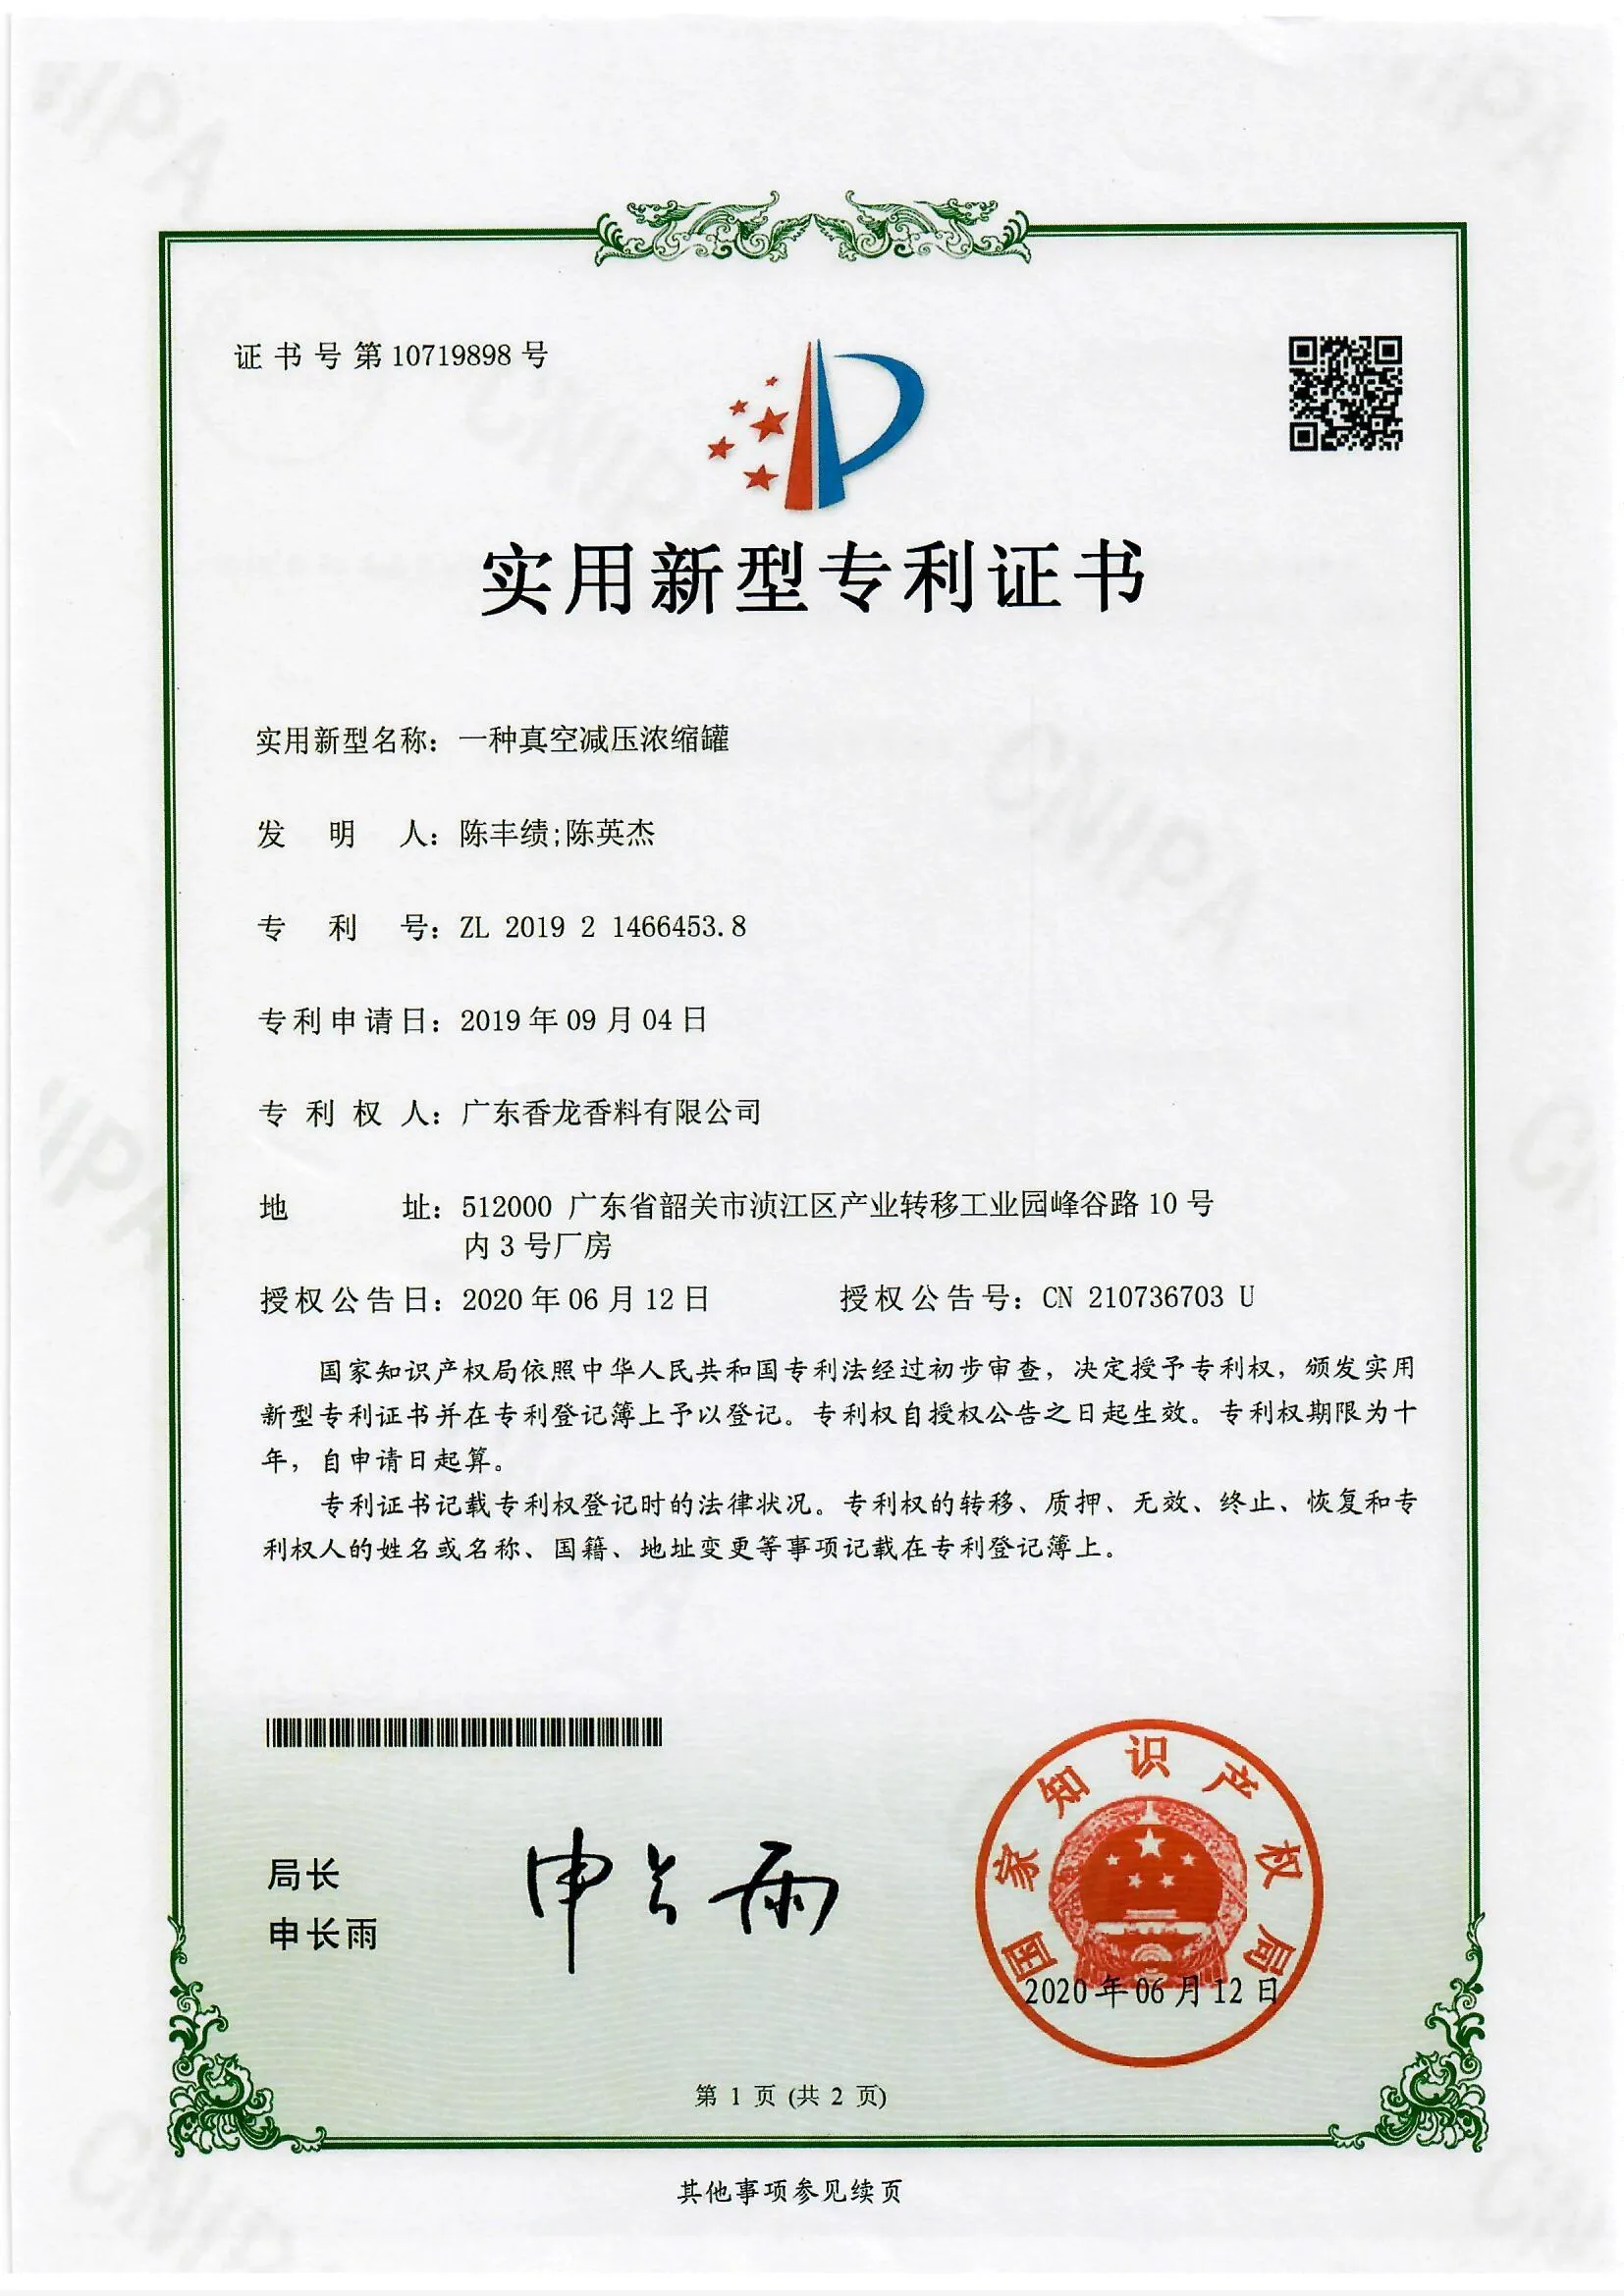 证书号第10719898号
实用新型专利证书
实用新型名称：一种真空减压浓缩罐
发明人：陈丰绩;陈英杰
专利号：ZL 2019 2 1466453.8
专利申请日：2019年09月04日
专利权人：广东香龙香料有限公司
地址：512000 广东省韶关市浈江区产业转移工业园峰谷路10号
内3号厂房
授权公告日：2020年06月12日 授权公告号：CN 210736703 U
国家知识产权局依照中华人民共和国专利法经过初步审查，决定授予专利权，颁发实用
新型专利证书并在专利登记簿上予以登记。专利权自授权公告之日起生效。专利权期限为十
年，自申请日起算。
专利证书记载专利权登记时的法律状况。专利权的转移、质押、无效、终止、恢复和专
利权人的姓名或名称、国籍、地址变更等事项记载在专利登记簿上。
局长
申长雨
申长雨
国家知识产权局
2020年06月12日
第 1 页 (共 2 页)
其他事项参见续页
CNIPA
CNIPA
CNIPA